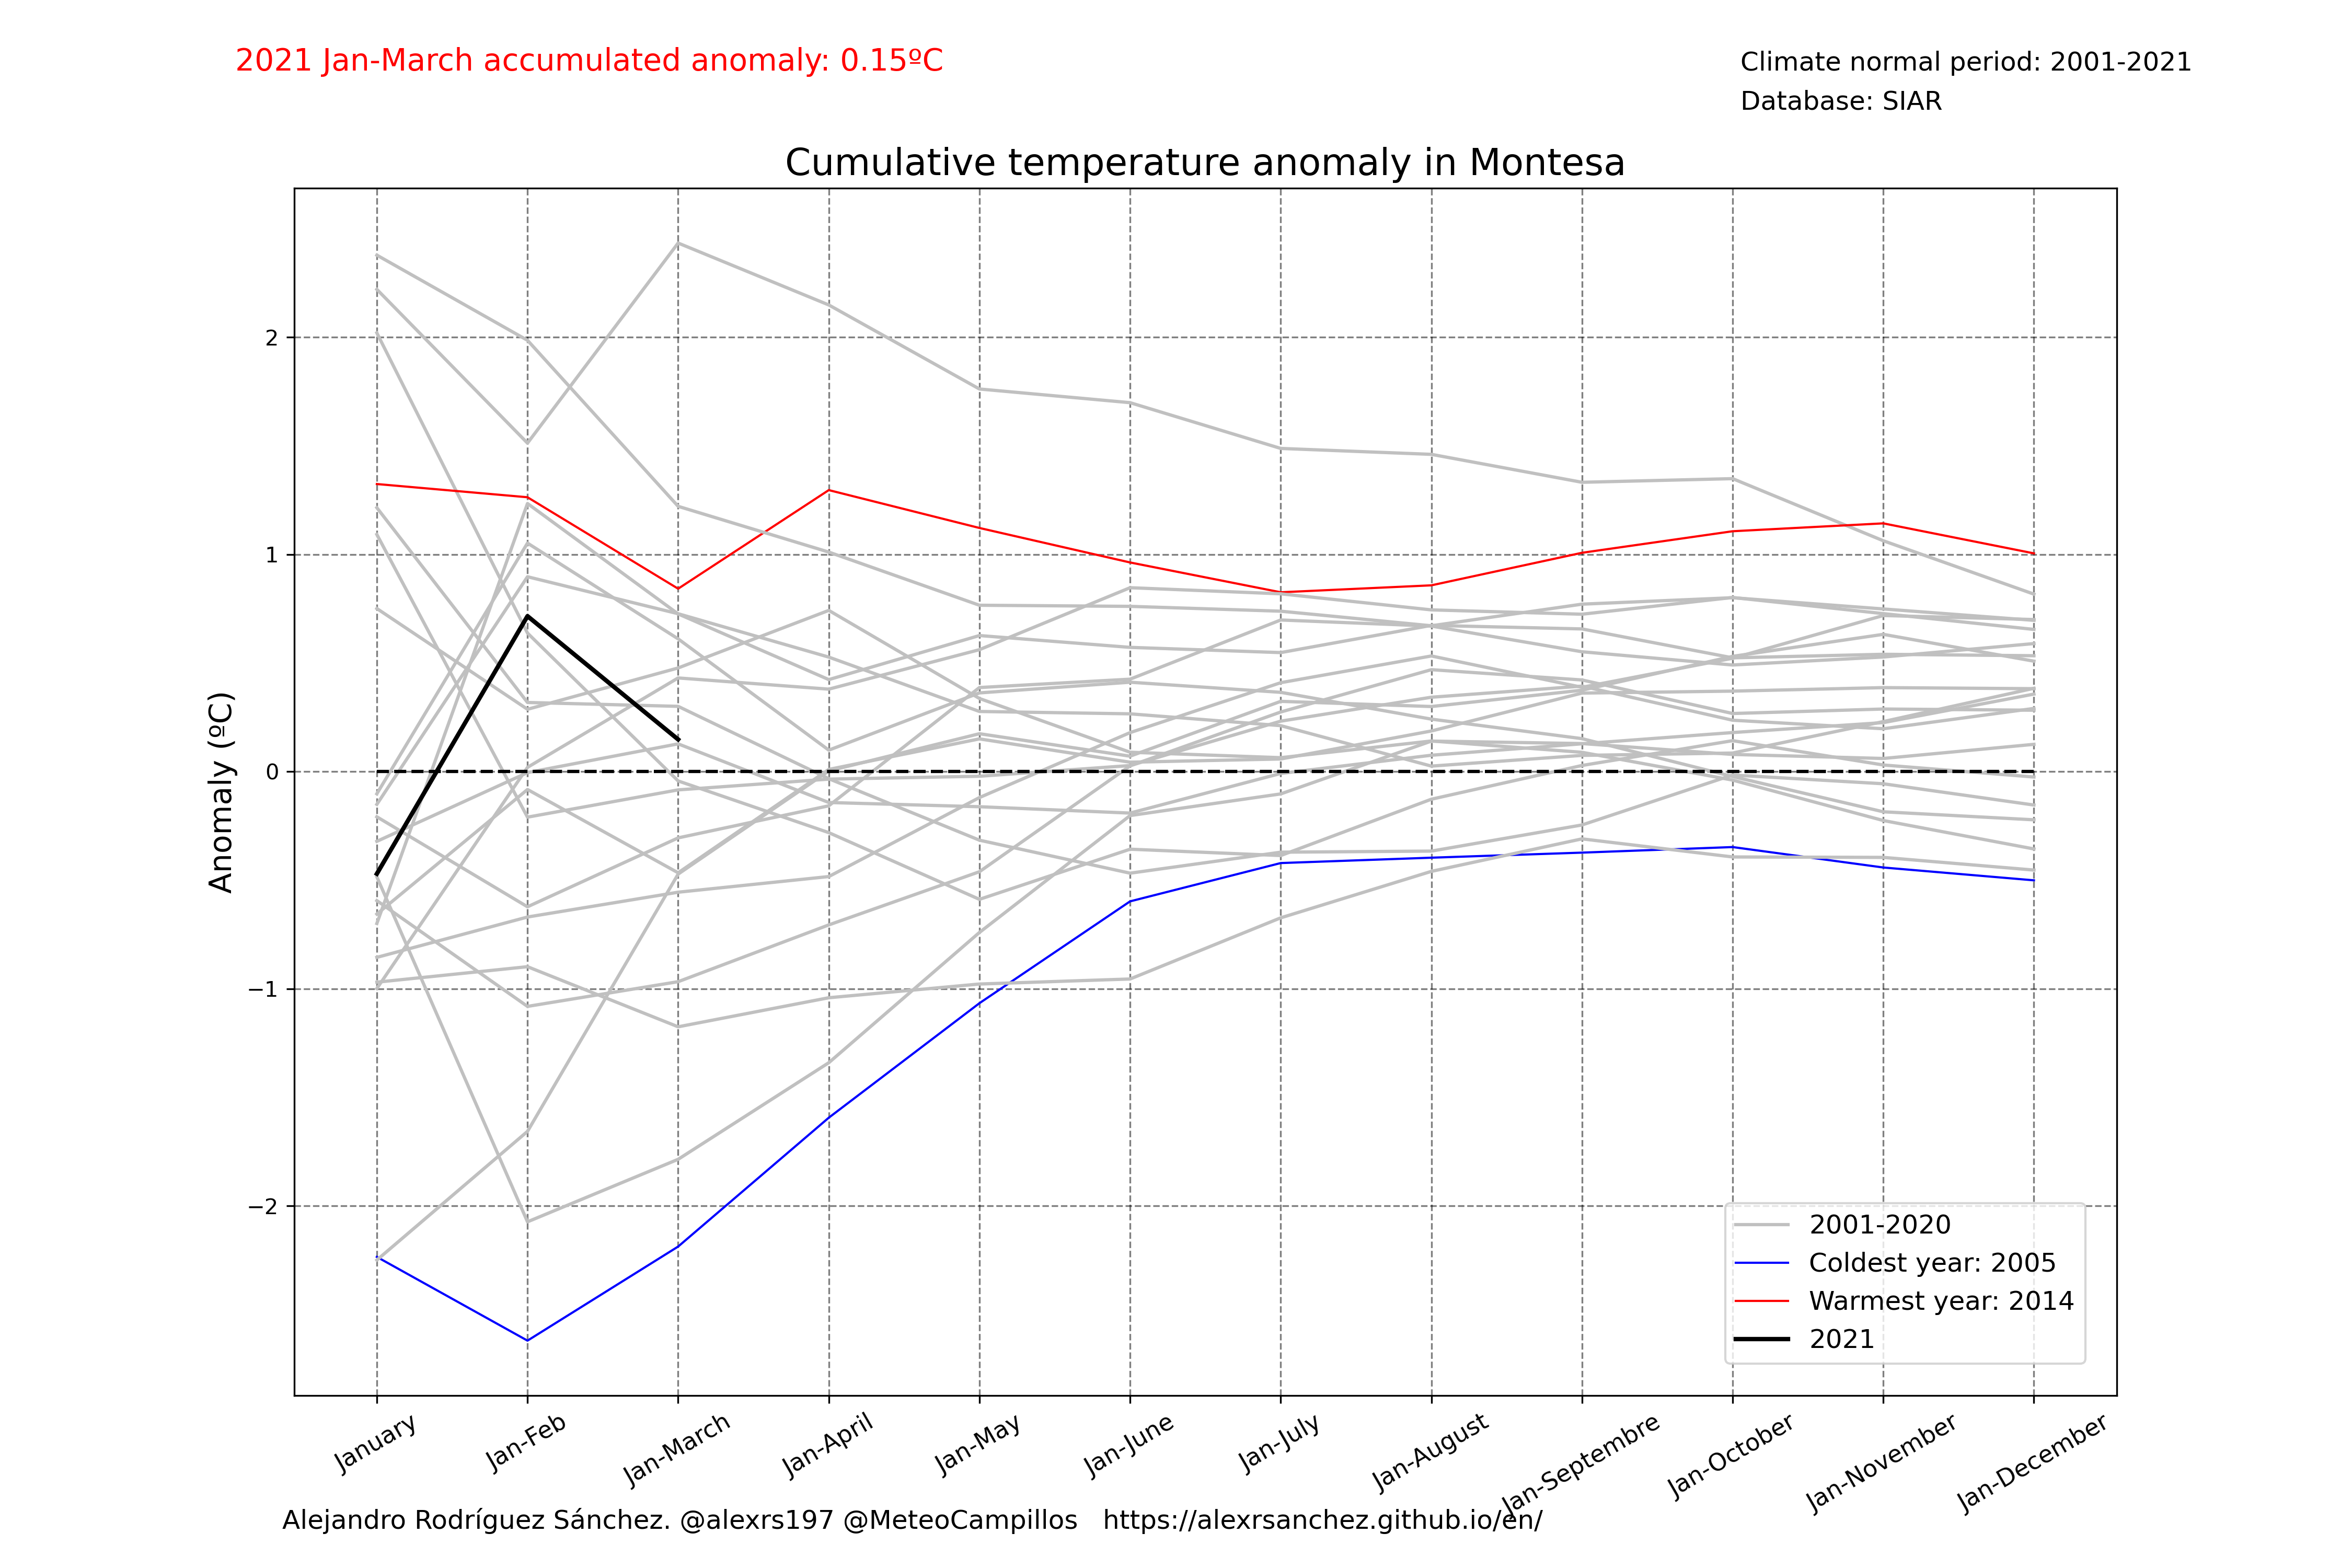 2021 Jan-March accumulated anomaly: 0.15ºC
Climate normal period: 2001-2021
Database: SIAR
Cumulative temperature anomaly in Montesa
Anomaly (ºC)
2
1
0
−1
−2
2001-2020
Coldest year: 2005
Warmest year: 2014
2021
January
Jan-Feb
Jan-March
Jan-April
Jan-May
Jan-June
Jan-July
Jan-August
Jan-Septembre
Jan-October
Jan-November
Jan-December
Alejandro Rodríguez Sánchez. @alexrs197 @MeteoCampillos https://alexrsanchez.github.io/en/